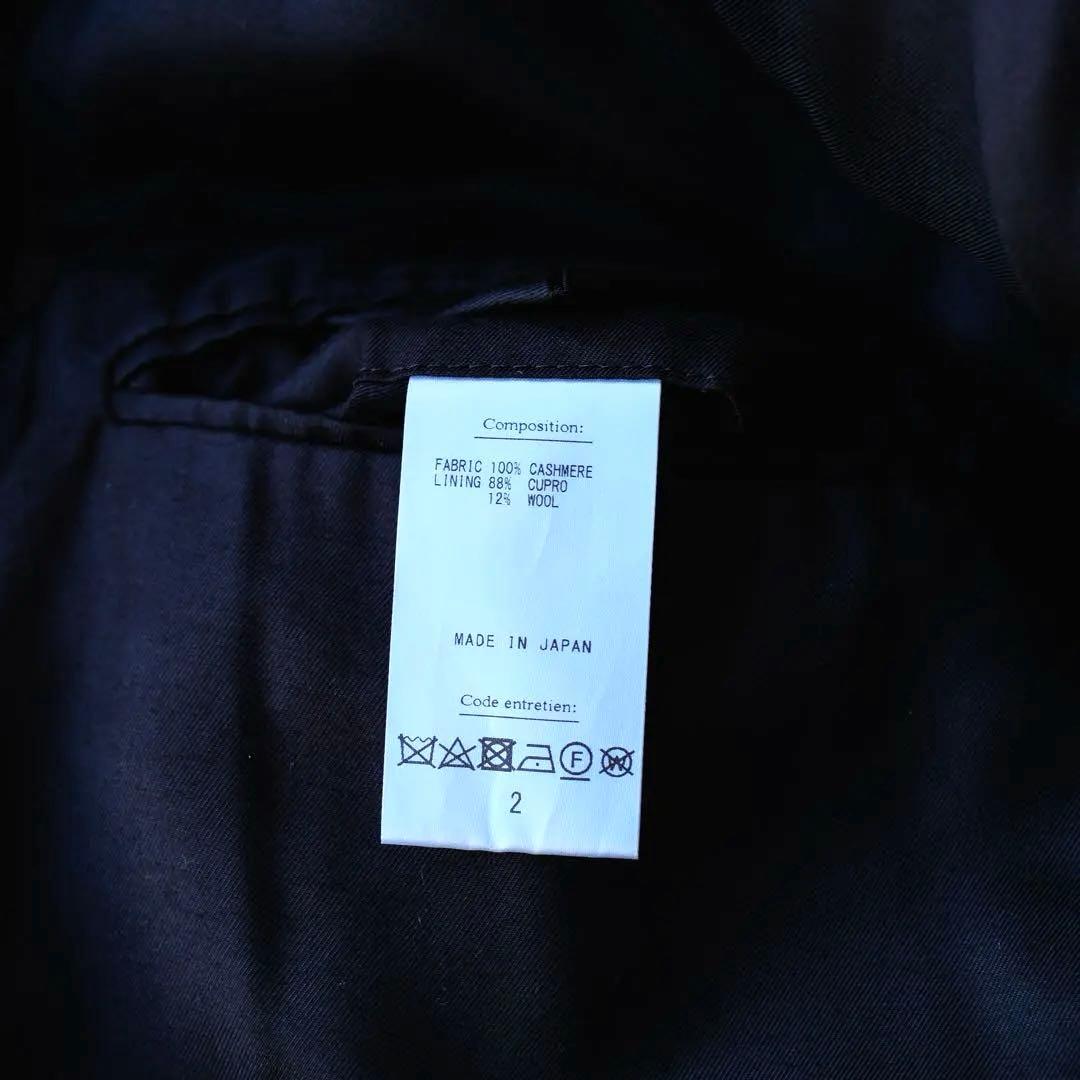 Composition:
FABRIC 100% CASHMERE
LINING 88% CUPRO
12% WOOL
MADE IN JAPAN
Code entretien:
F W
2